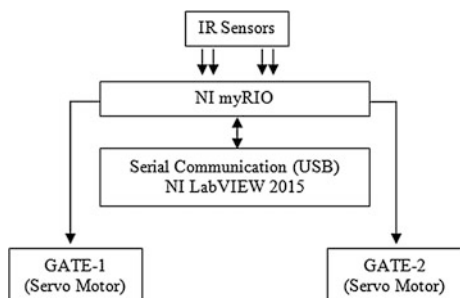 IR Sensors
NI myRIO
Serial Communication (USB)
NI LabVIEW 2015
GATE-1
(Servo Motor)
GATE-2
(Servo Motor)